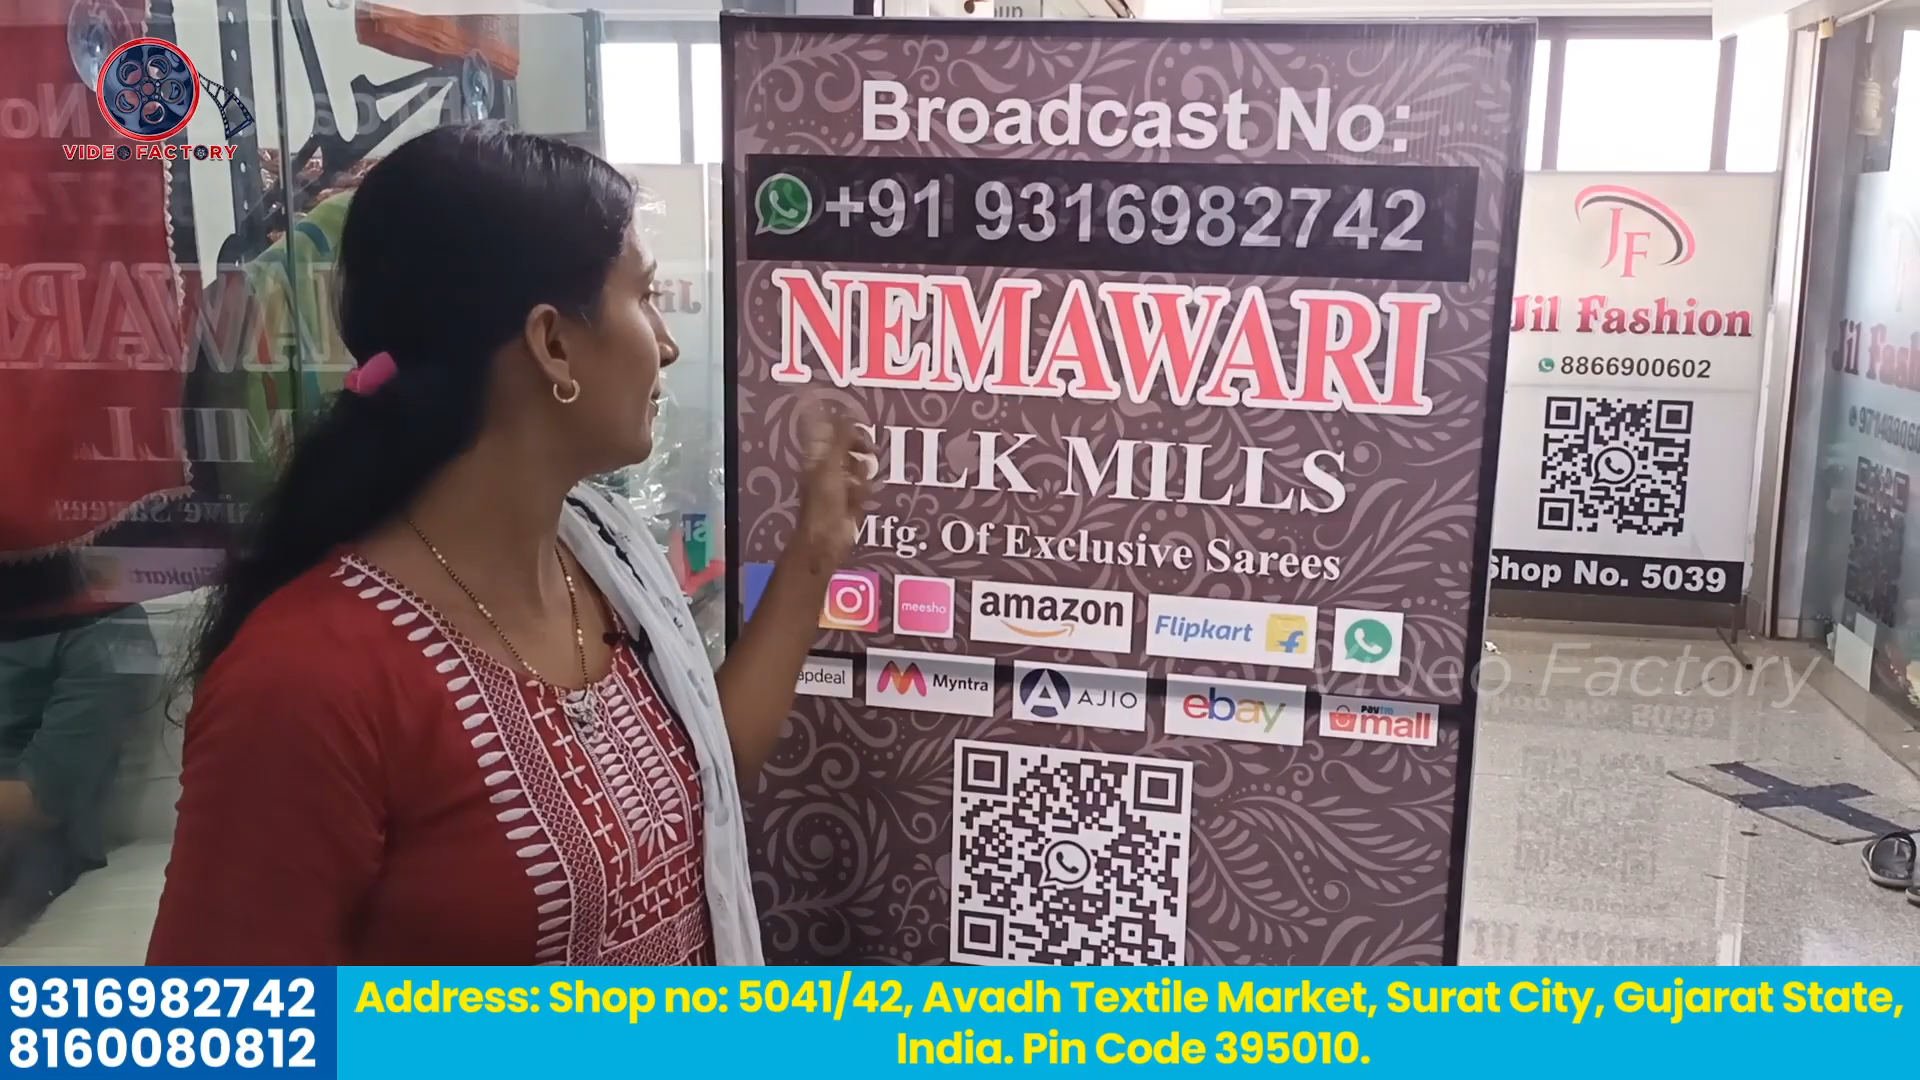 VIDEO FACTORY
Broadcast No:
+91 9316982742
NEMAWARI
SILK MILLS
Mfg. Of Exclusive Sarees
meesho
amazon
Flipkart
Myntra
AJIO
ebay
paytm
mall
JF
Jil Fashion
8866900602
Shop No. 5039
Video Factory
9316982742
8160080812
Address: Shop no: 5041/42, Avadh Textile Market, Surat City, Gujarat State,
India. Pin Code 395010.